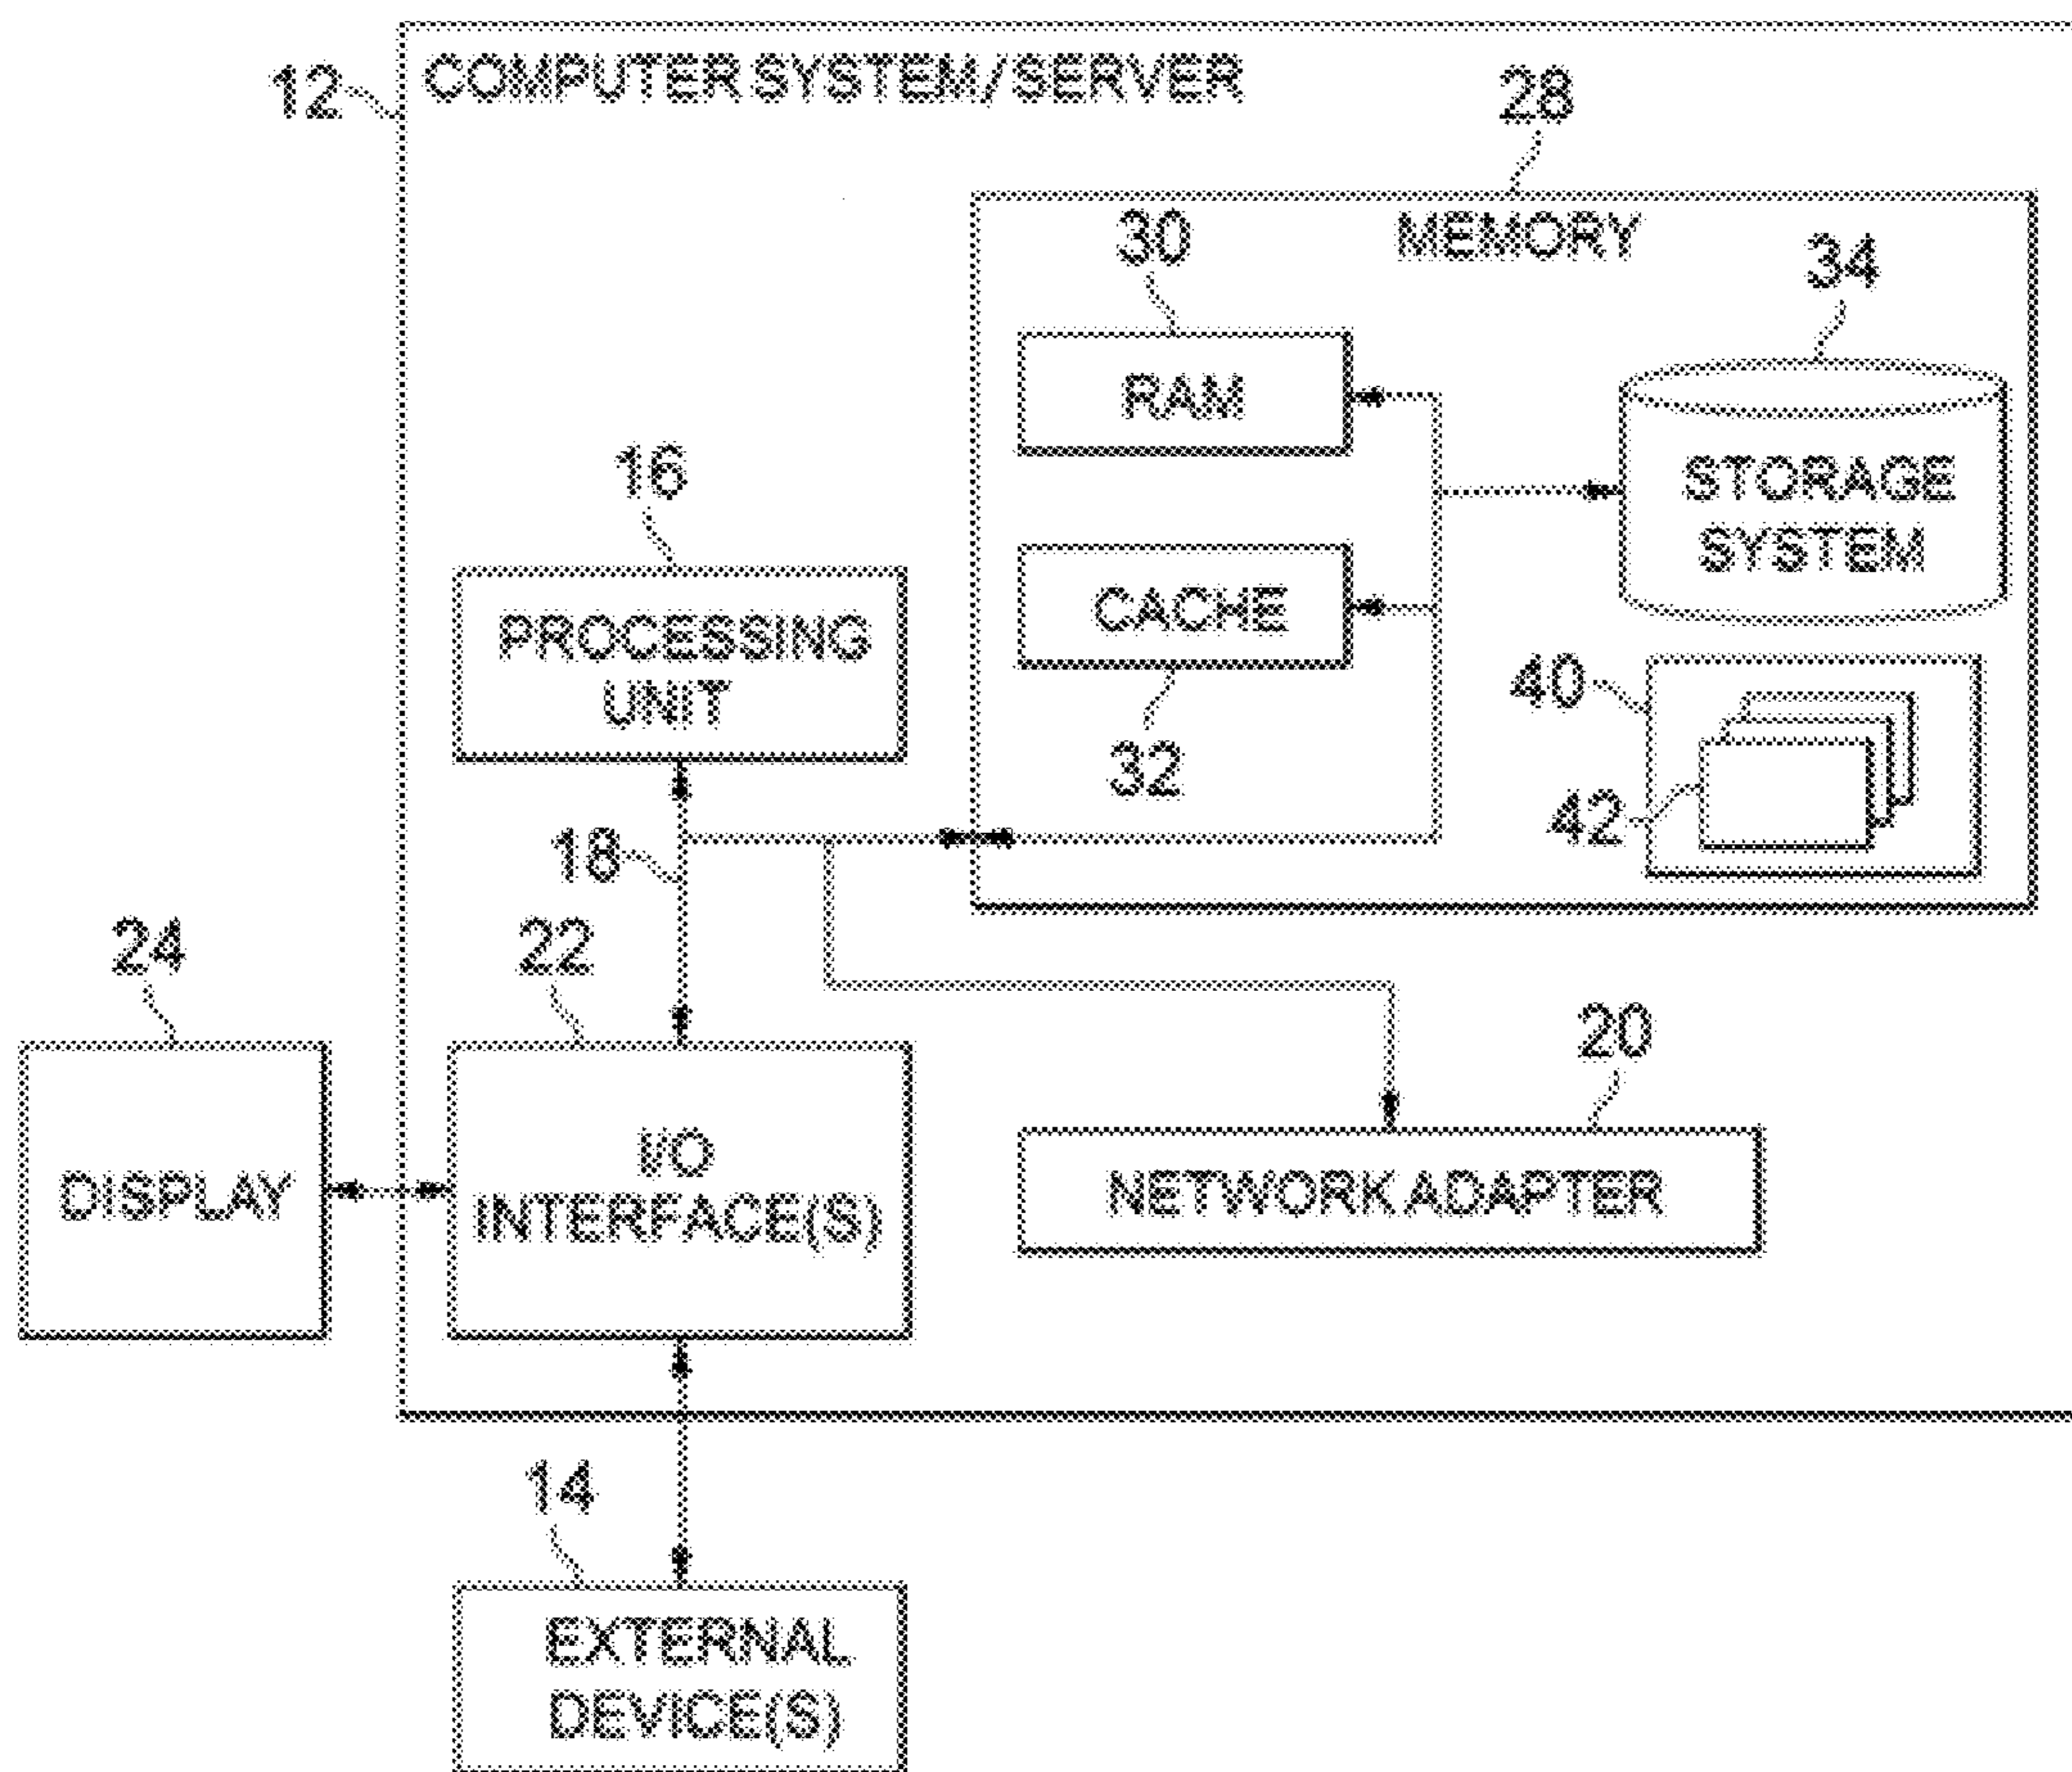 12
COMPUTER SYSTEM/SERVER
28
MEMORY
30
34
RAM
STORAGE
SYSTEM
16
PROCESSING
UNIT
CACHE
32
40
42
18
24
22
20
DISPLAY
I/O
INTERFACE(S)
NETWORK ADAPTER
14
EXTERNAL
DEVICE(S)